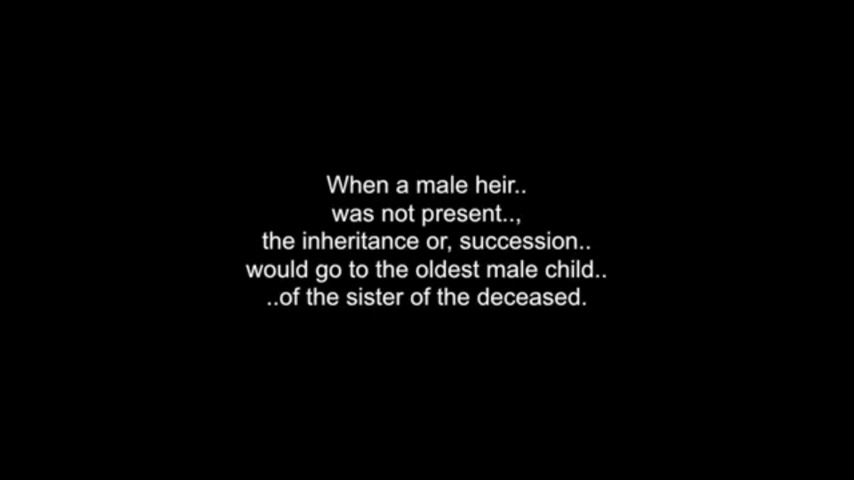 When a male heir..
was not present..,
the inheritance or, succession..
would go to the oldest male child..
..of the sister of the deceased.